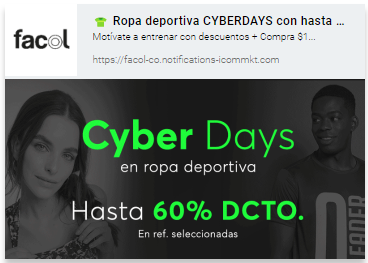 facol
Ropa deportiva CYBERDAYS con hasta ...
Motívate a entrenar con descuentos + Compra $1...
https://facol-co.notifications-icommkt.com
Cyber Days
en ropa deportiva
Hasta 60% DCTO.
En ref. seleccionadas
EANER